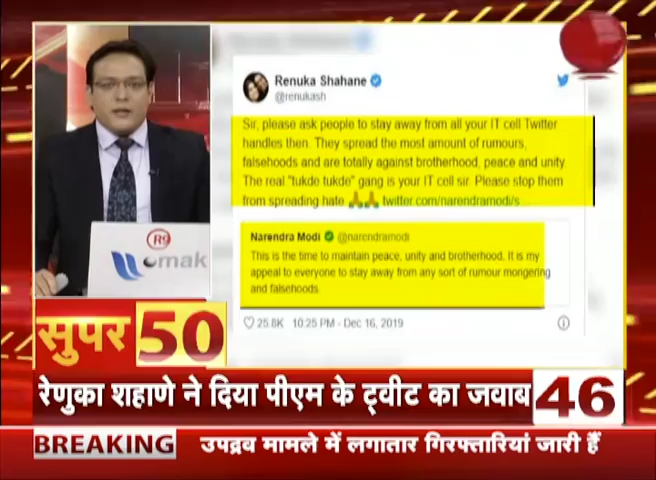 Renuka Shahane
@renukash
Sir, please ask people to stay away from all your IT cell Twitter
handles then. They spread the most amount of rumours,
falsehoods and are totally against brotherhood, peace and unity.
The real "tukde tukde" gang is your IT cell sir. Please stop them
from spreading hate 🙏🙏 twitter.com/narendramodi/s...
Narendra Modi @narendramodi
This is the time to maintain peace, unity and brotherhood. It is my
appeal to everyone to stay away from any sort of rumour mongering
and falsehoods
25.8K 10:25 PM - Dec 16, 2019
R9
omak
सुपर 50
रेणुका शहाणे ने दिया पीएम के ट्वीट का जवाब 46
BREAKING उपद्रव मामले में लगातार गिरफ्तारियां जारी हैं